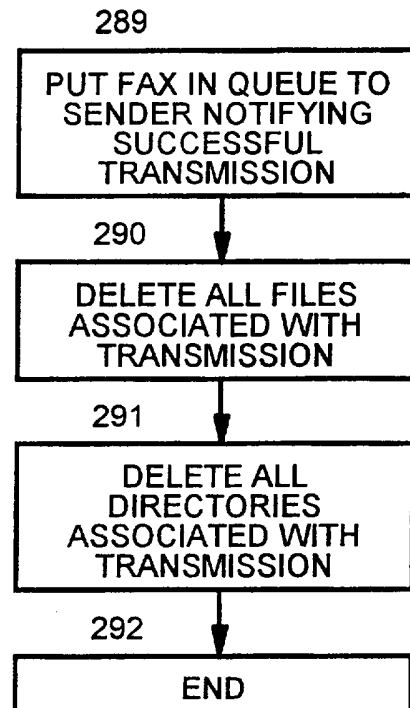 289
PUT FAX IN QUEUE TO
SENDER NOTIFYING
SUCCESSFUL
TRANSMISSION
290
DELETE ALL FILES
ASSOCIATED WITH
TRANSMISSION
291
DELETE ALL
DIRECTORIES
ASSOCIATED WITH
TRANSMISSION
292
END